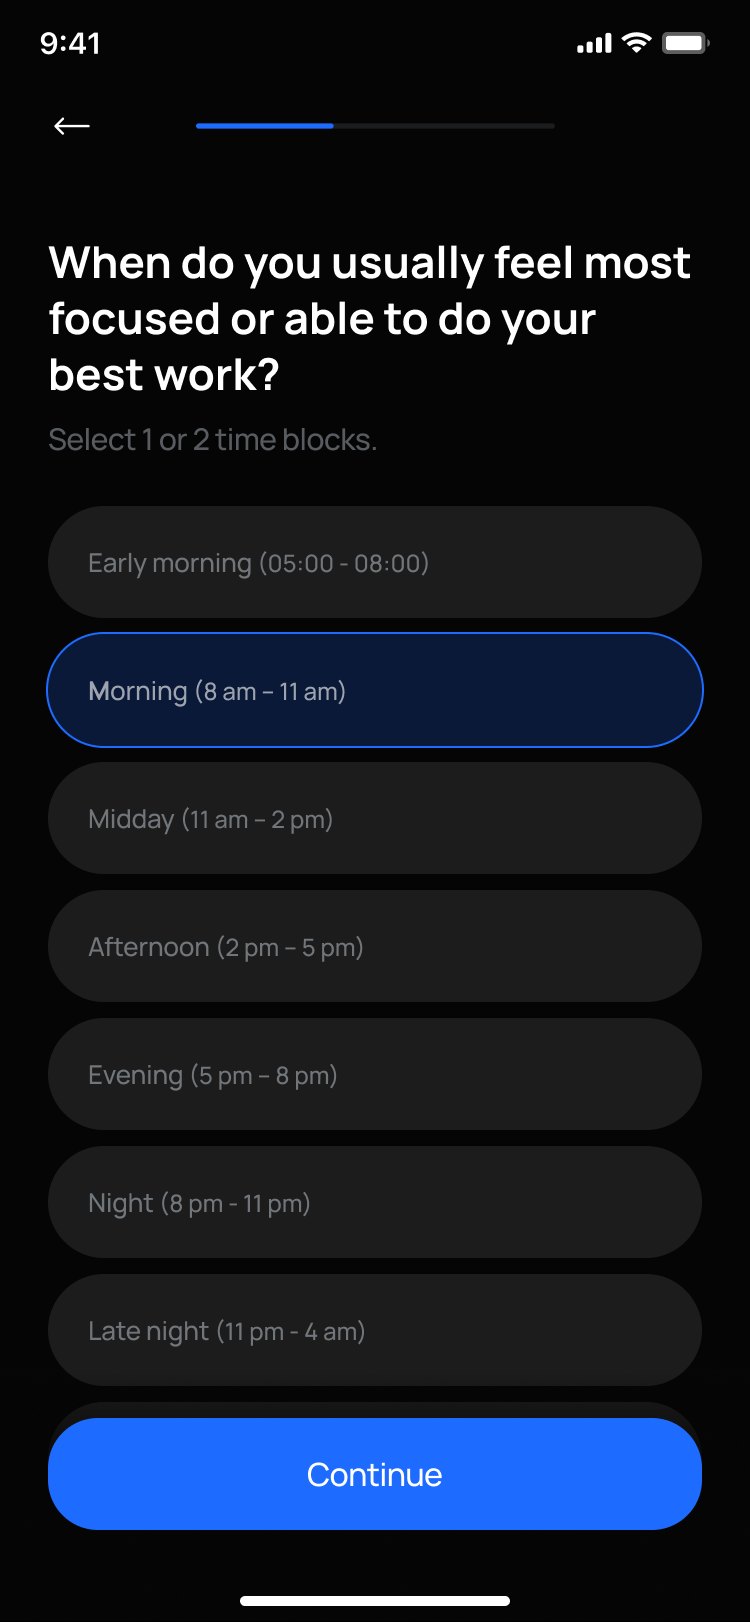 9:41
When do you usually feel most
focused or able to do your
best work?
Select 1 or 2 time blocks.
Early morning (05:00 - 08:00)
Morning (8 am – 11 am)
Midday (11 am – 2 pm)
Afternoon (2 pm – 5 pm)
Evening (5 pm – 8 pm)
Night (8 pm - 11 pm)
Late night (11 pm - 4 am)
Continue